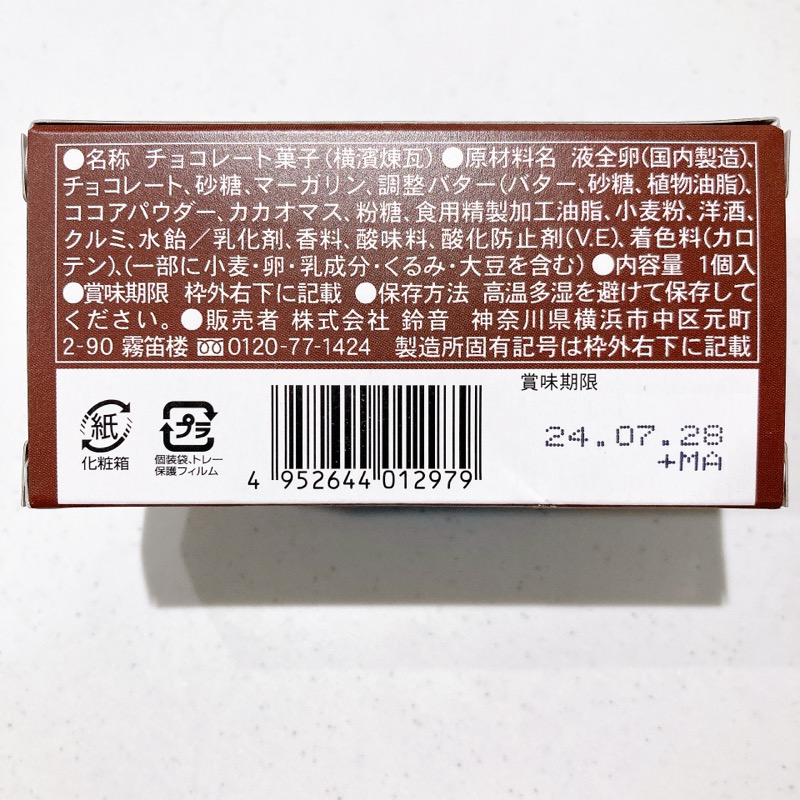 ●名称 チョコレート菓子(横濱煉瓦) ●原材料名 液全卵(国内製造)、
チョコレート、砂糖、マーガリン、調整バター(バター、砂糖、植物油脂)、
ココアパウダー、カカオマス、粉糖、食用精製加工油脂、小麦粉、洋酒、
クルミ、水飴／乳化剤、香料、酸味料、酸化防止剤(V.E)、着色料(カロ
テン)、(一部に小麦・卵・乳成分・くるみ・大豆を含む) ●内容量 1個入
●賞味期限 枠外右下に記載 ●保存方法 高温多湿を避けて保存して
ください。●販売者 株式会社 鈴音 神奈川県横浜市中区元町
2-90 霧笛楼 0120-77-1424 製造所固有記号は枠外右下に記載
紙
化粧箱
プラ
個装袋、トレー
保護フィルム
4 952644 012979
賞味期限
24.07.28
+MA